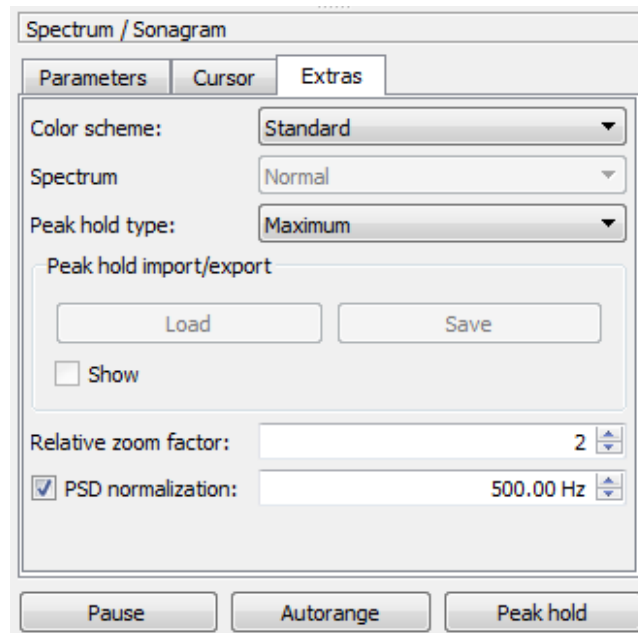 Spectrum / Sonagram
Parameters Cursor Extras
Color scheme: Standard
Spectrum Normal
Peak hold type: Maximum
Peak hold import/export
Load Save
Show
Relative zoom factor: 2
PSD normalization: 500.00 Hz
Pause Autorange Peak hold